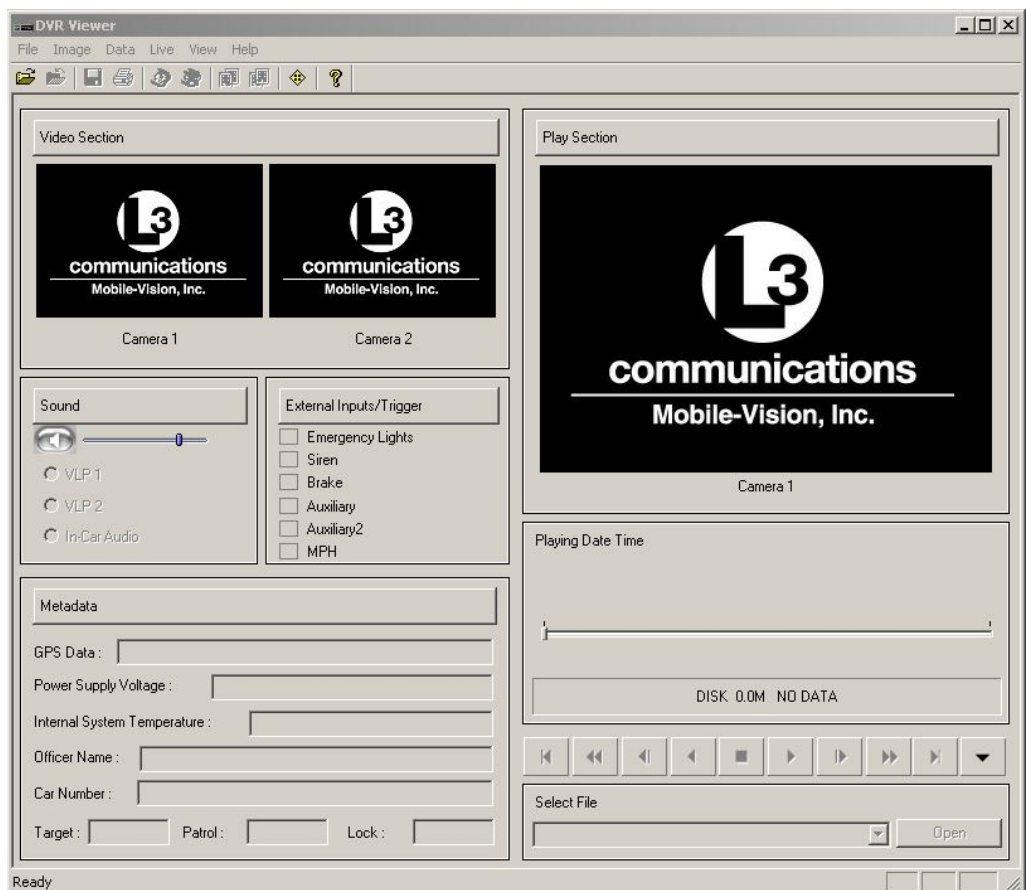 DVR Viewer
File Image Data Live View Help
Video Section
L3
communications
Mobile-Vision, Inc.
Camera 1
L3
communications
Mobile-Vision, Inc.
Camera 2
Play Section
L3
communications
Mobile-Vision, Inc.
Camera 1
Sound
VLP 1
VLP 2
In-Car Audio
External Inputs/Trigger
Emergency Lights
Siren
Brake
Auxiliary
Auxiliary2
MPH
Playing Date Time
DISK 0.0M NO DATA
Metadata
GPS Data :
Power Supply Voltage :
Internal System Temperature :
Officer Name :
Car Number :
Target : Patrol : Lock :
Select File
Open
Ready